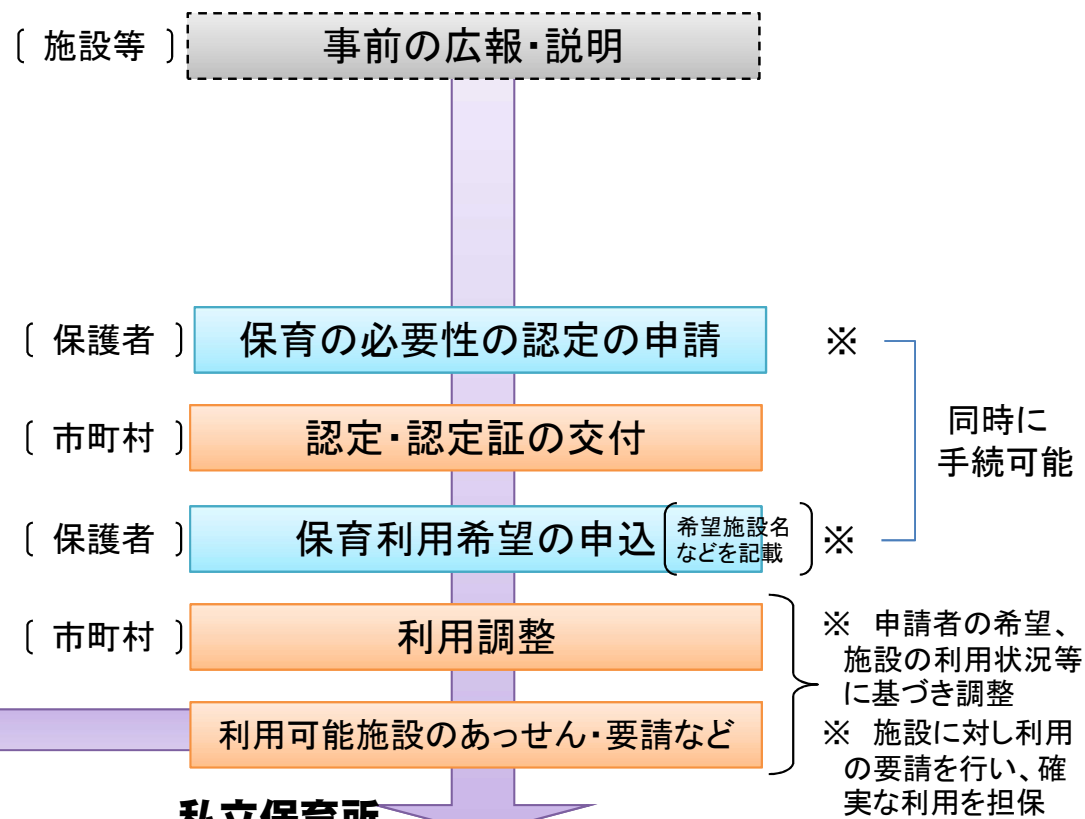 〔 施設等 〕 事前の広報・説明
〔 保護者 〕 保育の必要性の認定の申請 ※
同時に
手続可能
〔 市町村 〕 認定・認定証の交付
〔 保護者 〕 保育利用希望の申込
希望施設名
などを記載
※
〔 市町村 〕 利用調整
利用可能施設のあっせん・要請など
※ 申請者の希望、
施設の利用状況等
に基づき調整
※ 施設に対し利用
の要請を行い、確
実な利用を担保
私立保育所